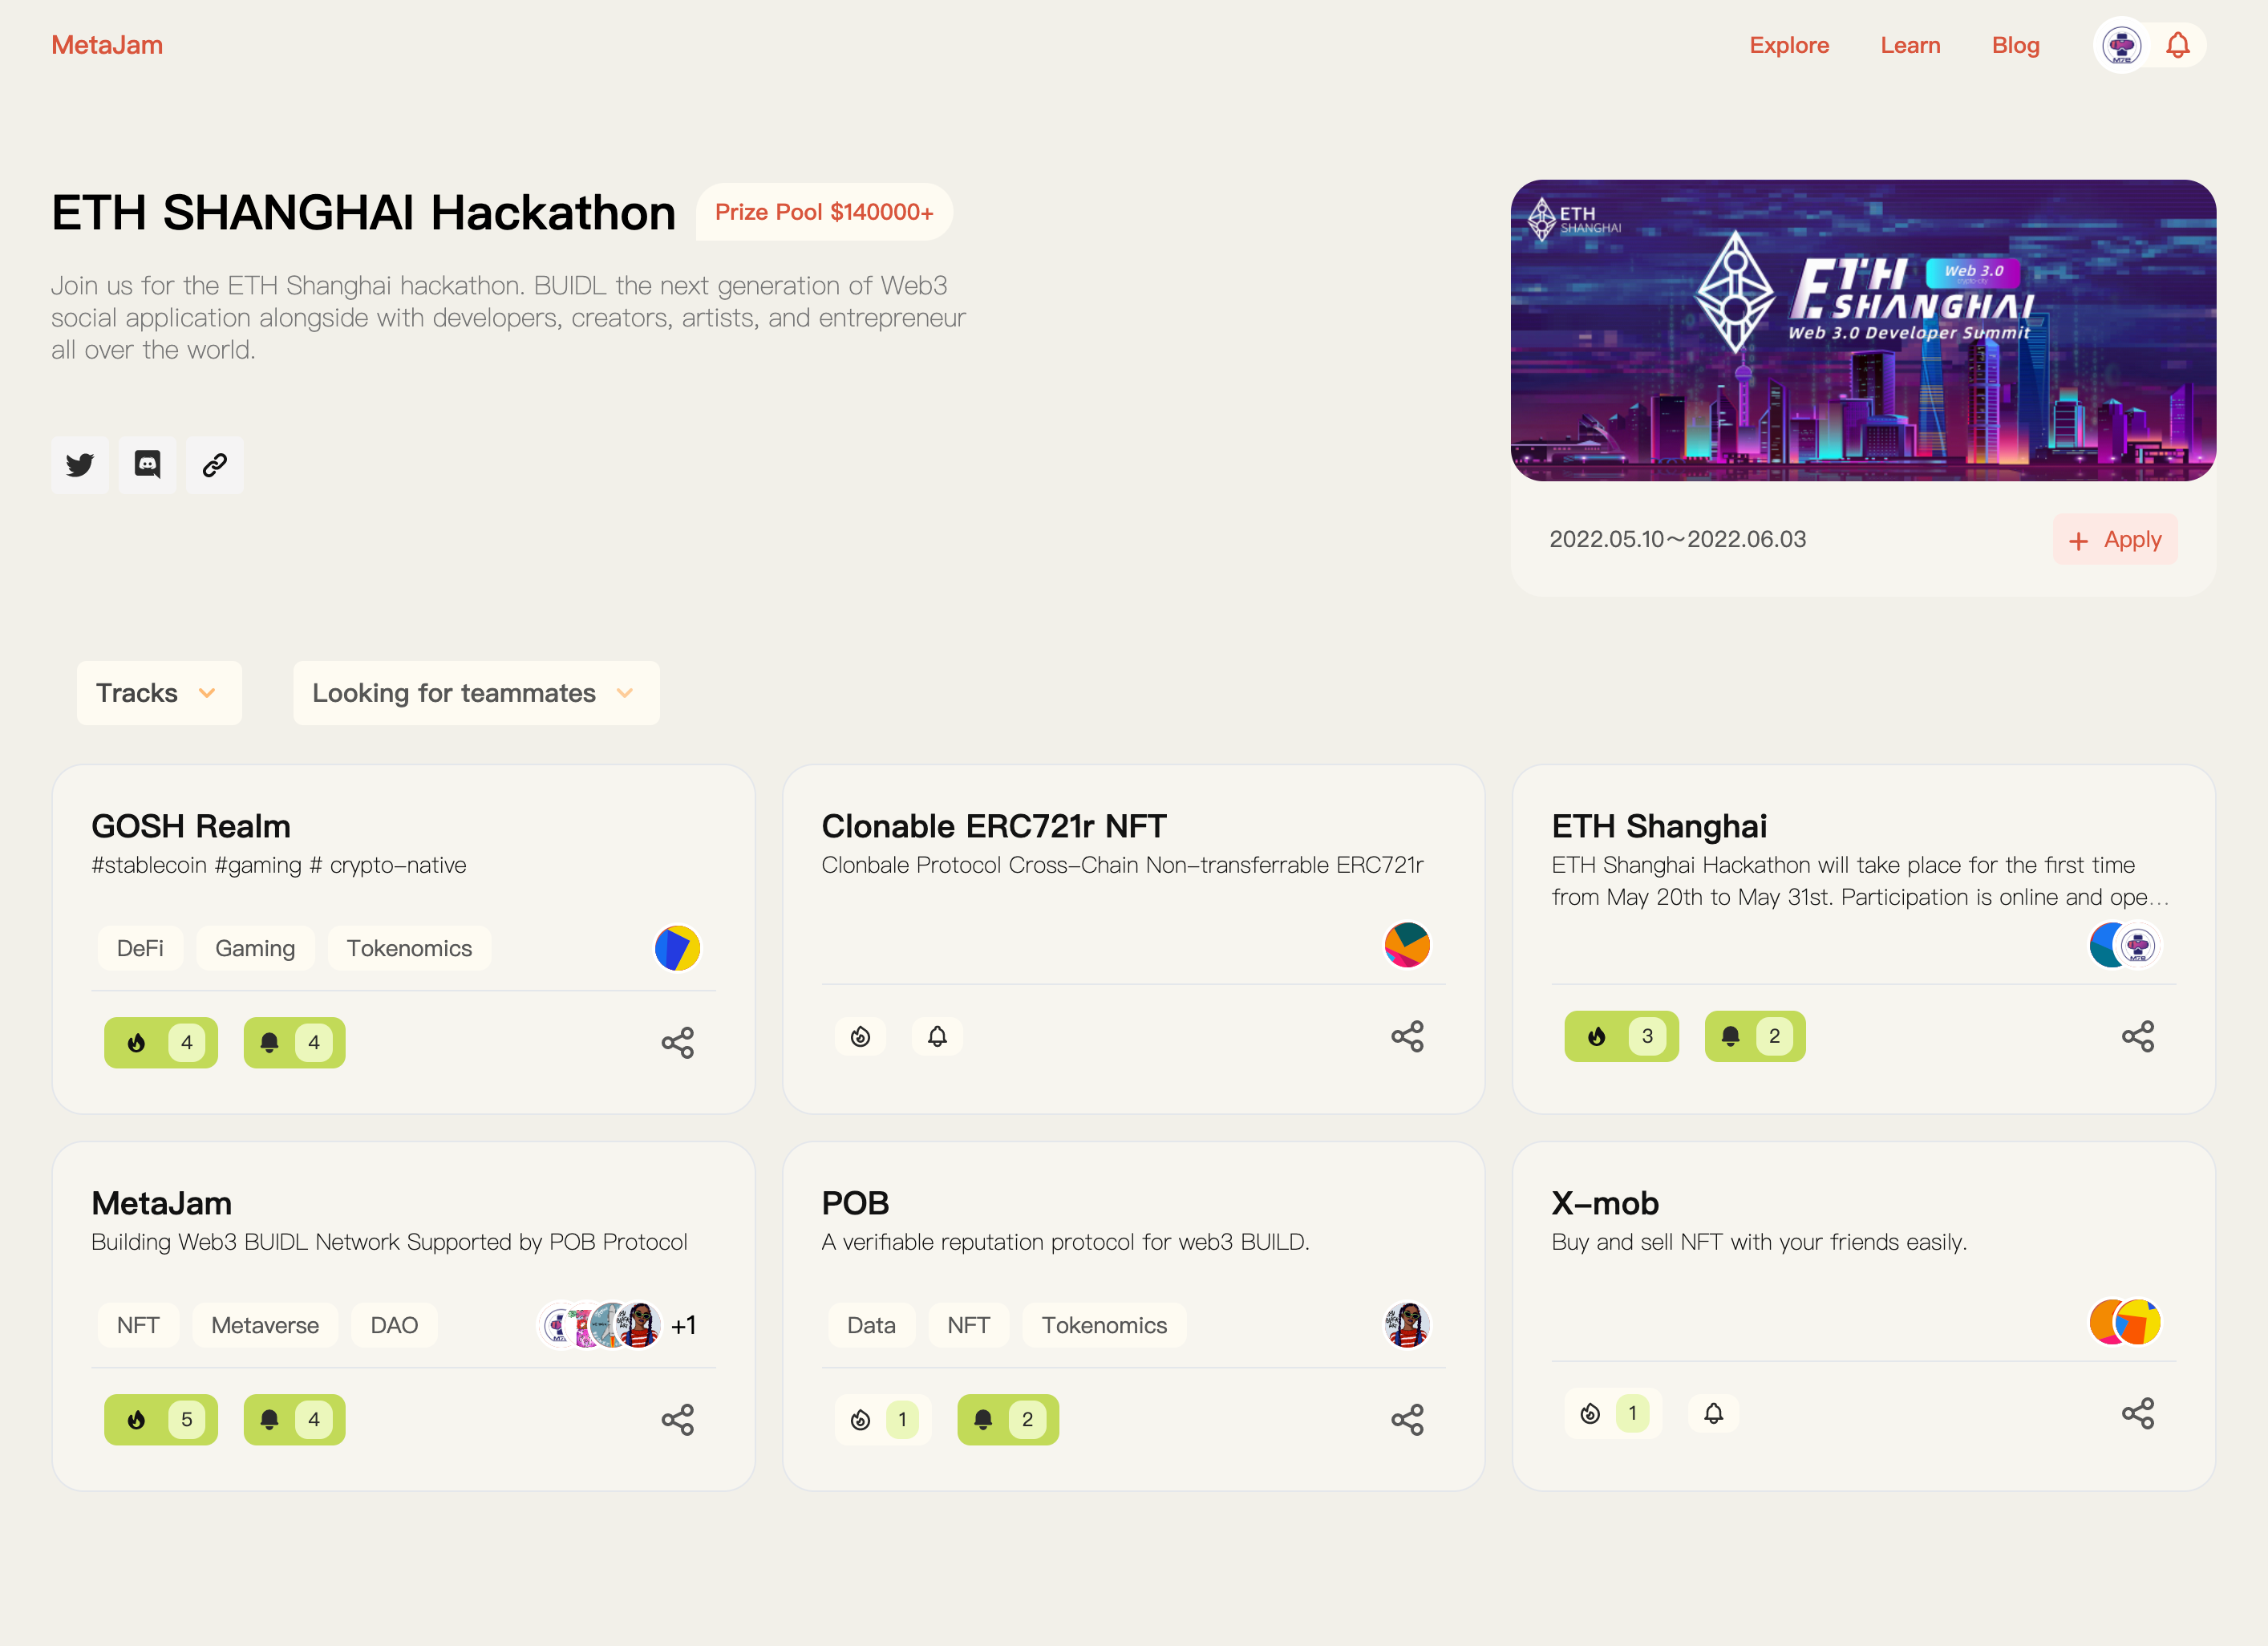 MetaJam
Explore
Learn
Blog
M7e
ETH SHANGHAI Hackathon
Prize Pool $140000+
Join us for the ETH Shanghai hackathon. BUIDL the next generation of Web3
social application alongside with developers, creators, artists, and entrepreneur
all over the world.
ETH
SHANGHAI
ETH
Web 3.0
SHANGHAI
Web 3.0 Developer Summit
2022.05.10～2022.06.03
+ Apply
Tracks
Looking for teammates
GOSH Realm
#stablecoin #gaming # crypto-native
DeFi
Gaming
Tokenomics
4
4
Clonable ERC721r NFT
Clonbale Protocol Cross-Chain Non-transferrable ERC721r
ETH Shanghai
ETH Shanghai Hackathon will take place for the first time
from May 20th to May 31st. Participation is online and ope...
3
2
MetaJam
Building Web3 BUIDL Network Supported by POB Protocol
NFT
Metaverse
DAO
+1
5
4
POB
A verifiable reputation protocol for web3 BUILD.
Data
NFT
Tokenomics
1
2
X-mob
Buy and sell NFT with your friends easily.
1